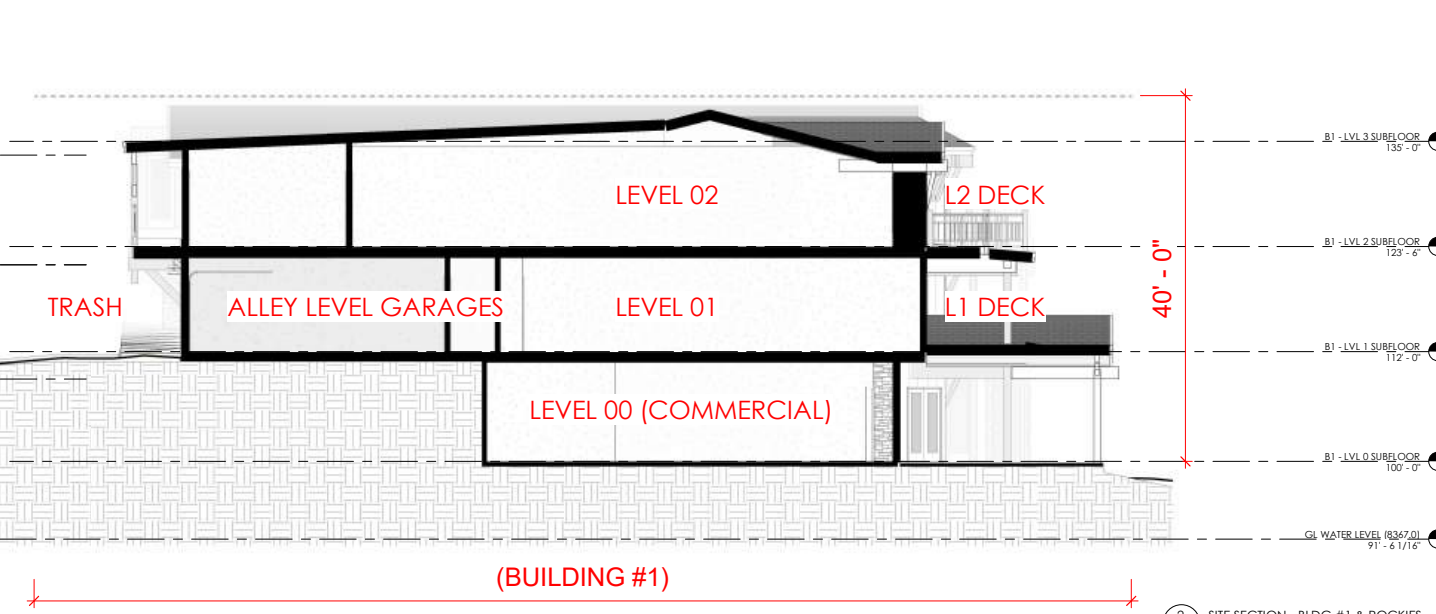 B1 - LVL 3 SUBFLOOR
135' - 0"
LEVEL 02
L2 DECK
B1 - LVL 2 SUBFLOOR
123' - 6"
40' - 0"
TRASH
ALLEY LEVEL GARAGES
LEVEL 01
L1 DECK
B1 - LVL 1 SUBFLOOR
112' - 0"
LEVEL 00 (COMMERCIAL)
B1 - LVL 0 SUBFLOOR
100' - 0"
GL WATER LEVEL (8367.0)
91' - 6 1/16"
(BUILDING #1)
2 SITE SECTION - BLDG #1 & ROCKIES